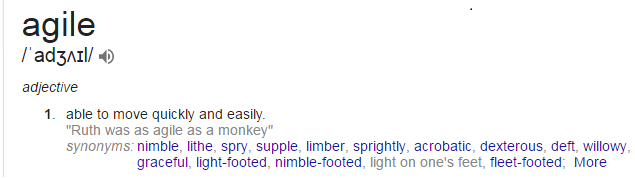 agile
/ˈadʒʌɪl/
adjective
1. able to move quickly and easily.
"Ruth was as agile as a monkey"
synonyms: nimble, lithe, spry, supple, limber, sprightly, acrobatic, dexterous, deft, willowy,
graceful, light-footed, nimble-footed, light on one's feet, fleet-footed; More